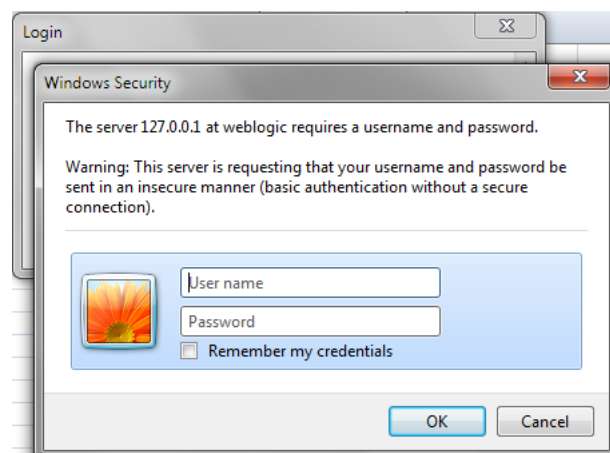 Login
Windows Security
The server 127.0.0.1 at weblogic requires a username and password.
Warning: This server is requesting that your username and password be
sent in an insecure manner (basic authentication without a secure
connection).
User name
Password
Remember my credentials
OK Cancel